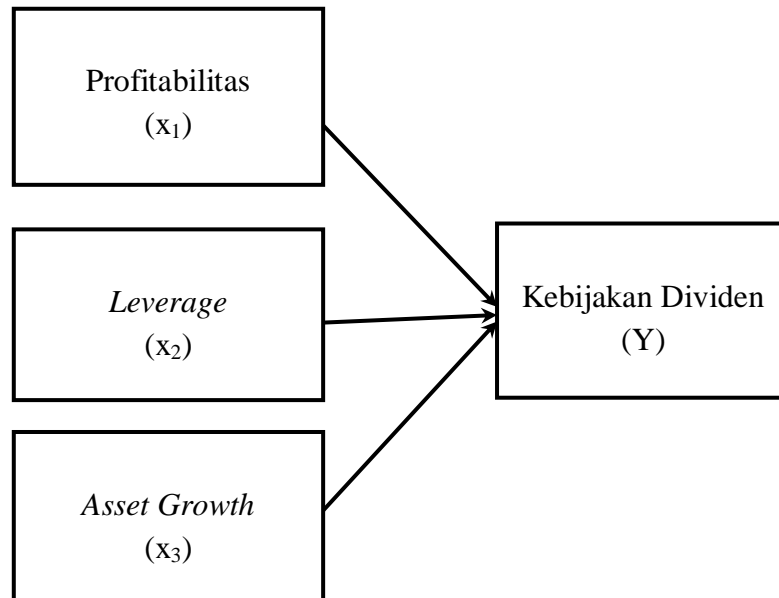 Profitabilitas
(x₁)
Leverage
(x₂)
Asset Growth
(x₃)
Kebijakan Dividen
(Y)